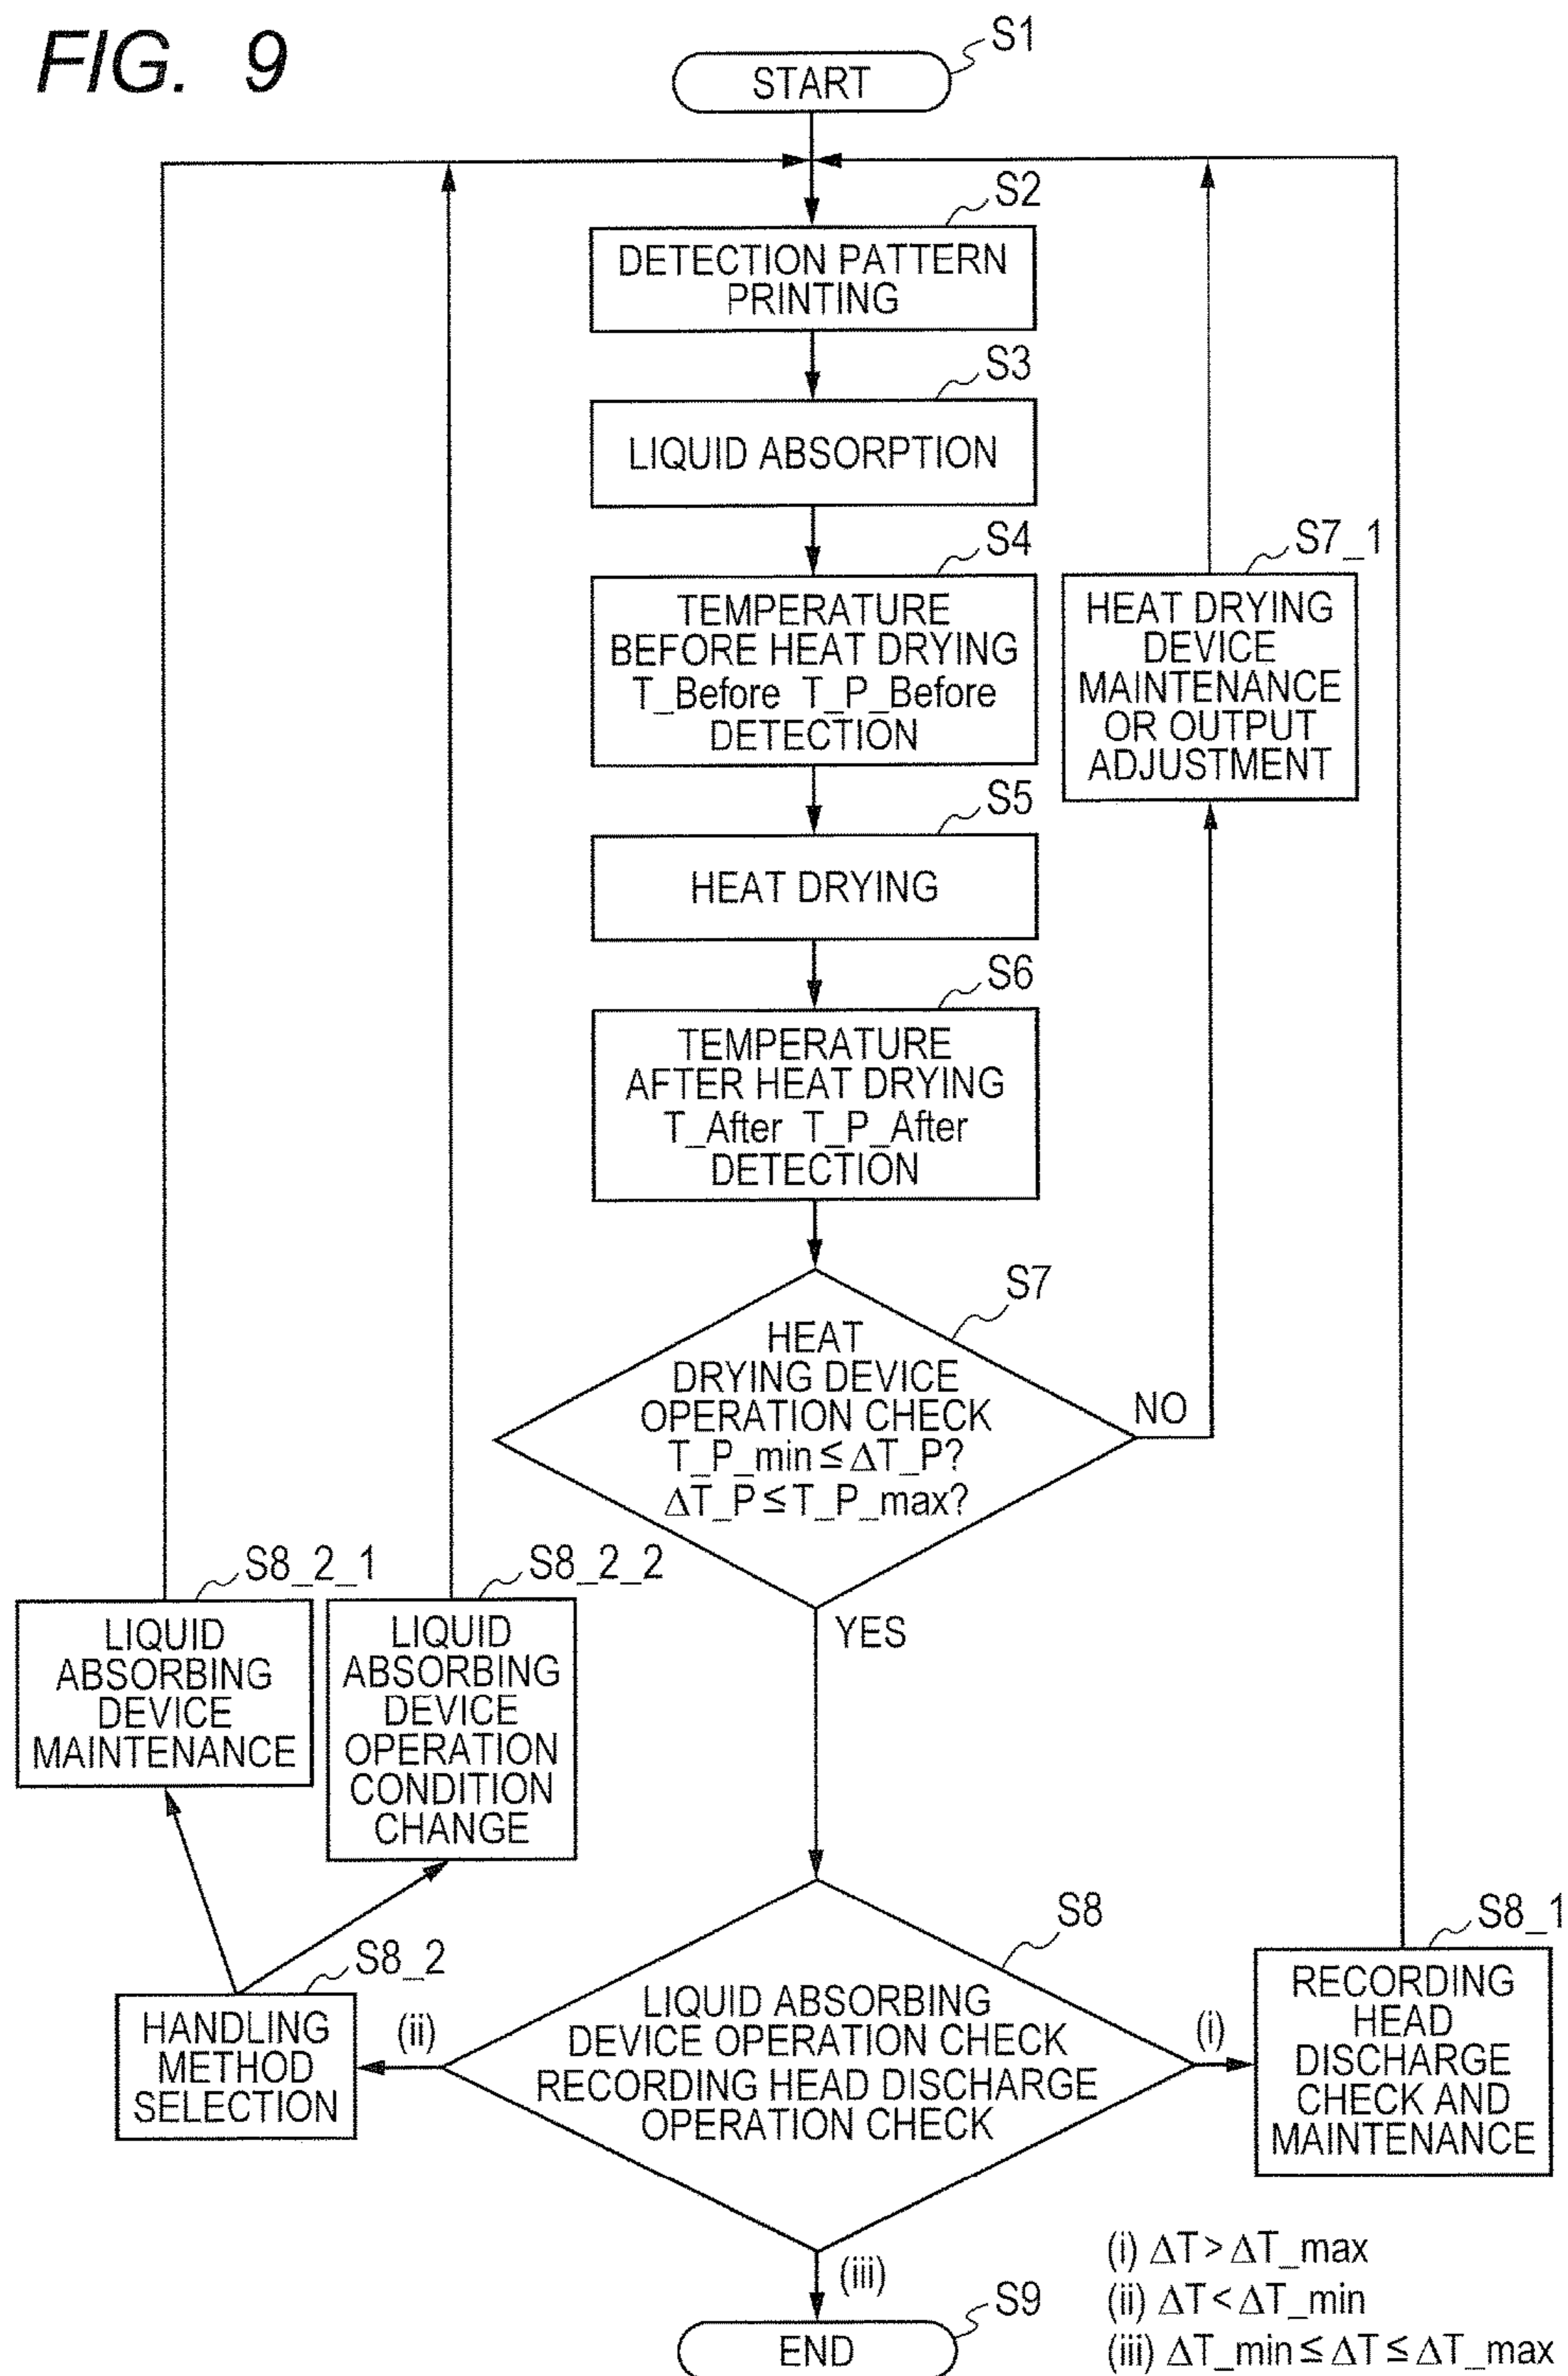 FIG. 9
S1
START
S2
DETECTION PATTERN
PRINTING
S3
LIQUID ABSORPTION
S4
TEMPERATURE
BEFORE HEAT DRYING
T_Before T_P_Before
DETECTION
S7_1
HEAT DRYING
DEVICE
MAINTENANCE
OR OUTPUT
ADJUSTMENT
S5
HEAT DRYING
S6
TEMPERATURE
AFTER HEAT DRYING
T_After T_P_After
DETECTION
S7
HEAT
DRYING DEVICE
OPERATION CHECK
T_P_min≦ΔT_P?
ΔT_P≦T_P_max?
NO
YES
S8_2_1
LIQUID
ABSORBING
DEVICE
MAINTENANCE
S8_2_2
LIQUID
ABSORBING
DEVICE
OPERATION
CONDITION
CHANGE
S8_2
HANDLING
METHOD
SELECTION
(ii)
S8
LIQUID ABSORBING
DEVICE OPERATION CHECK
RECORDING HEAD DISCHARGE
OPERATION CHECK
(i)
S8_1
RECORDING
HEAD
DISCHARGE
CHECK AND
MAINTENANCE
(iii)
S9
END
(i) ΔT>ΔT_max
(ii) ΔT<ΔT_min
(iii) ΔT_min≦ΔT≦ΔT_max